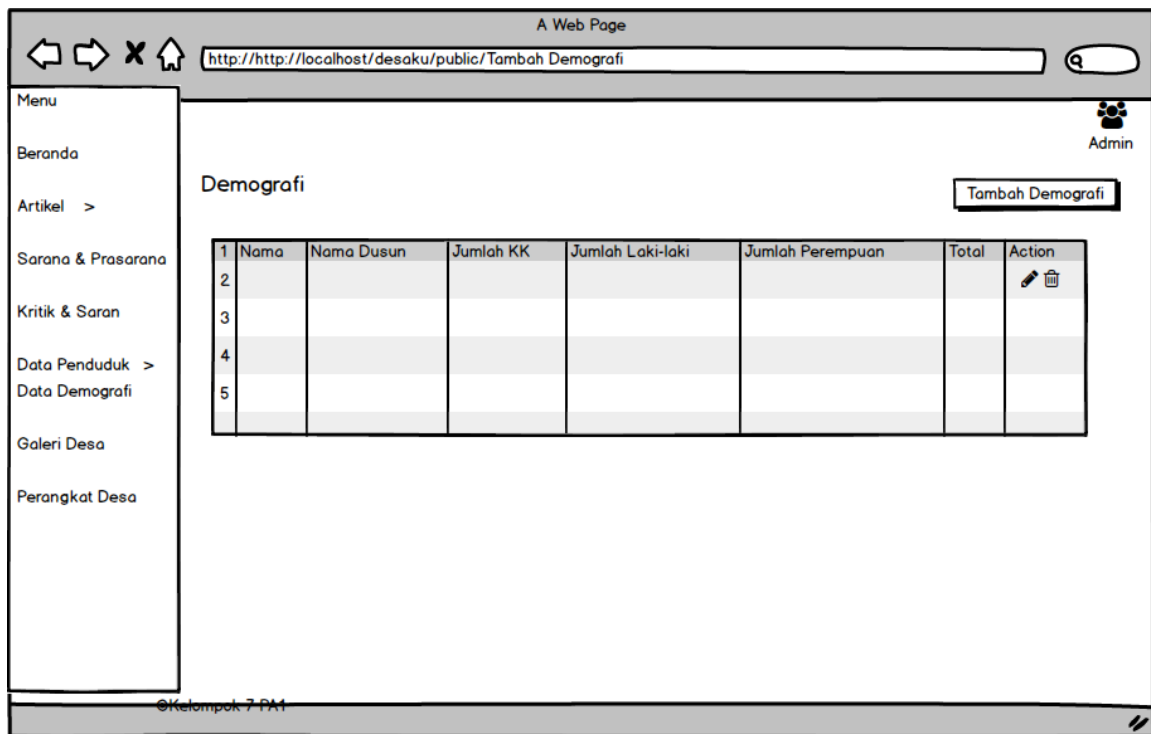 A Web Page
http://http://localhost/desaku/public/Tambah Demografi
Menu
Beranda
Artikel >
Sarana & Prasarana
Kritik & Saran
Data Penduduk >
Data Demografi
Galeri Desa
Perangkat Desa
Admin
Demografi
Tambah Demografi
1 Nama Nama Dusun Jumlah KK Jumlah Laki-laki Jumlah Perempuan Total Action
2
3
4
5
©Kelompok 7 PA1